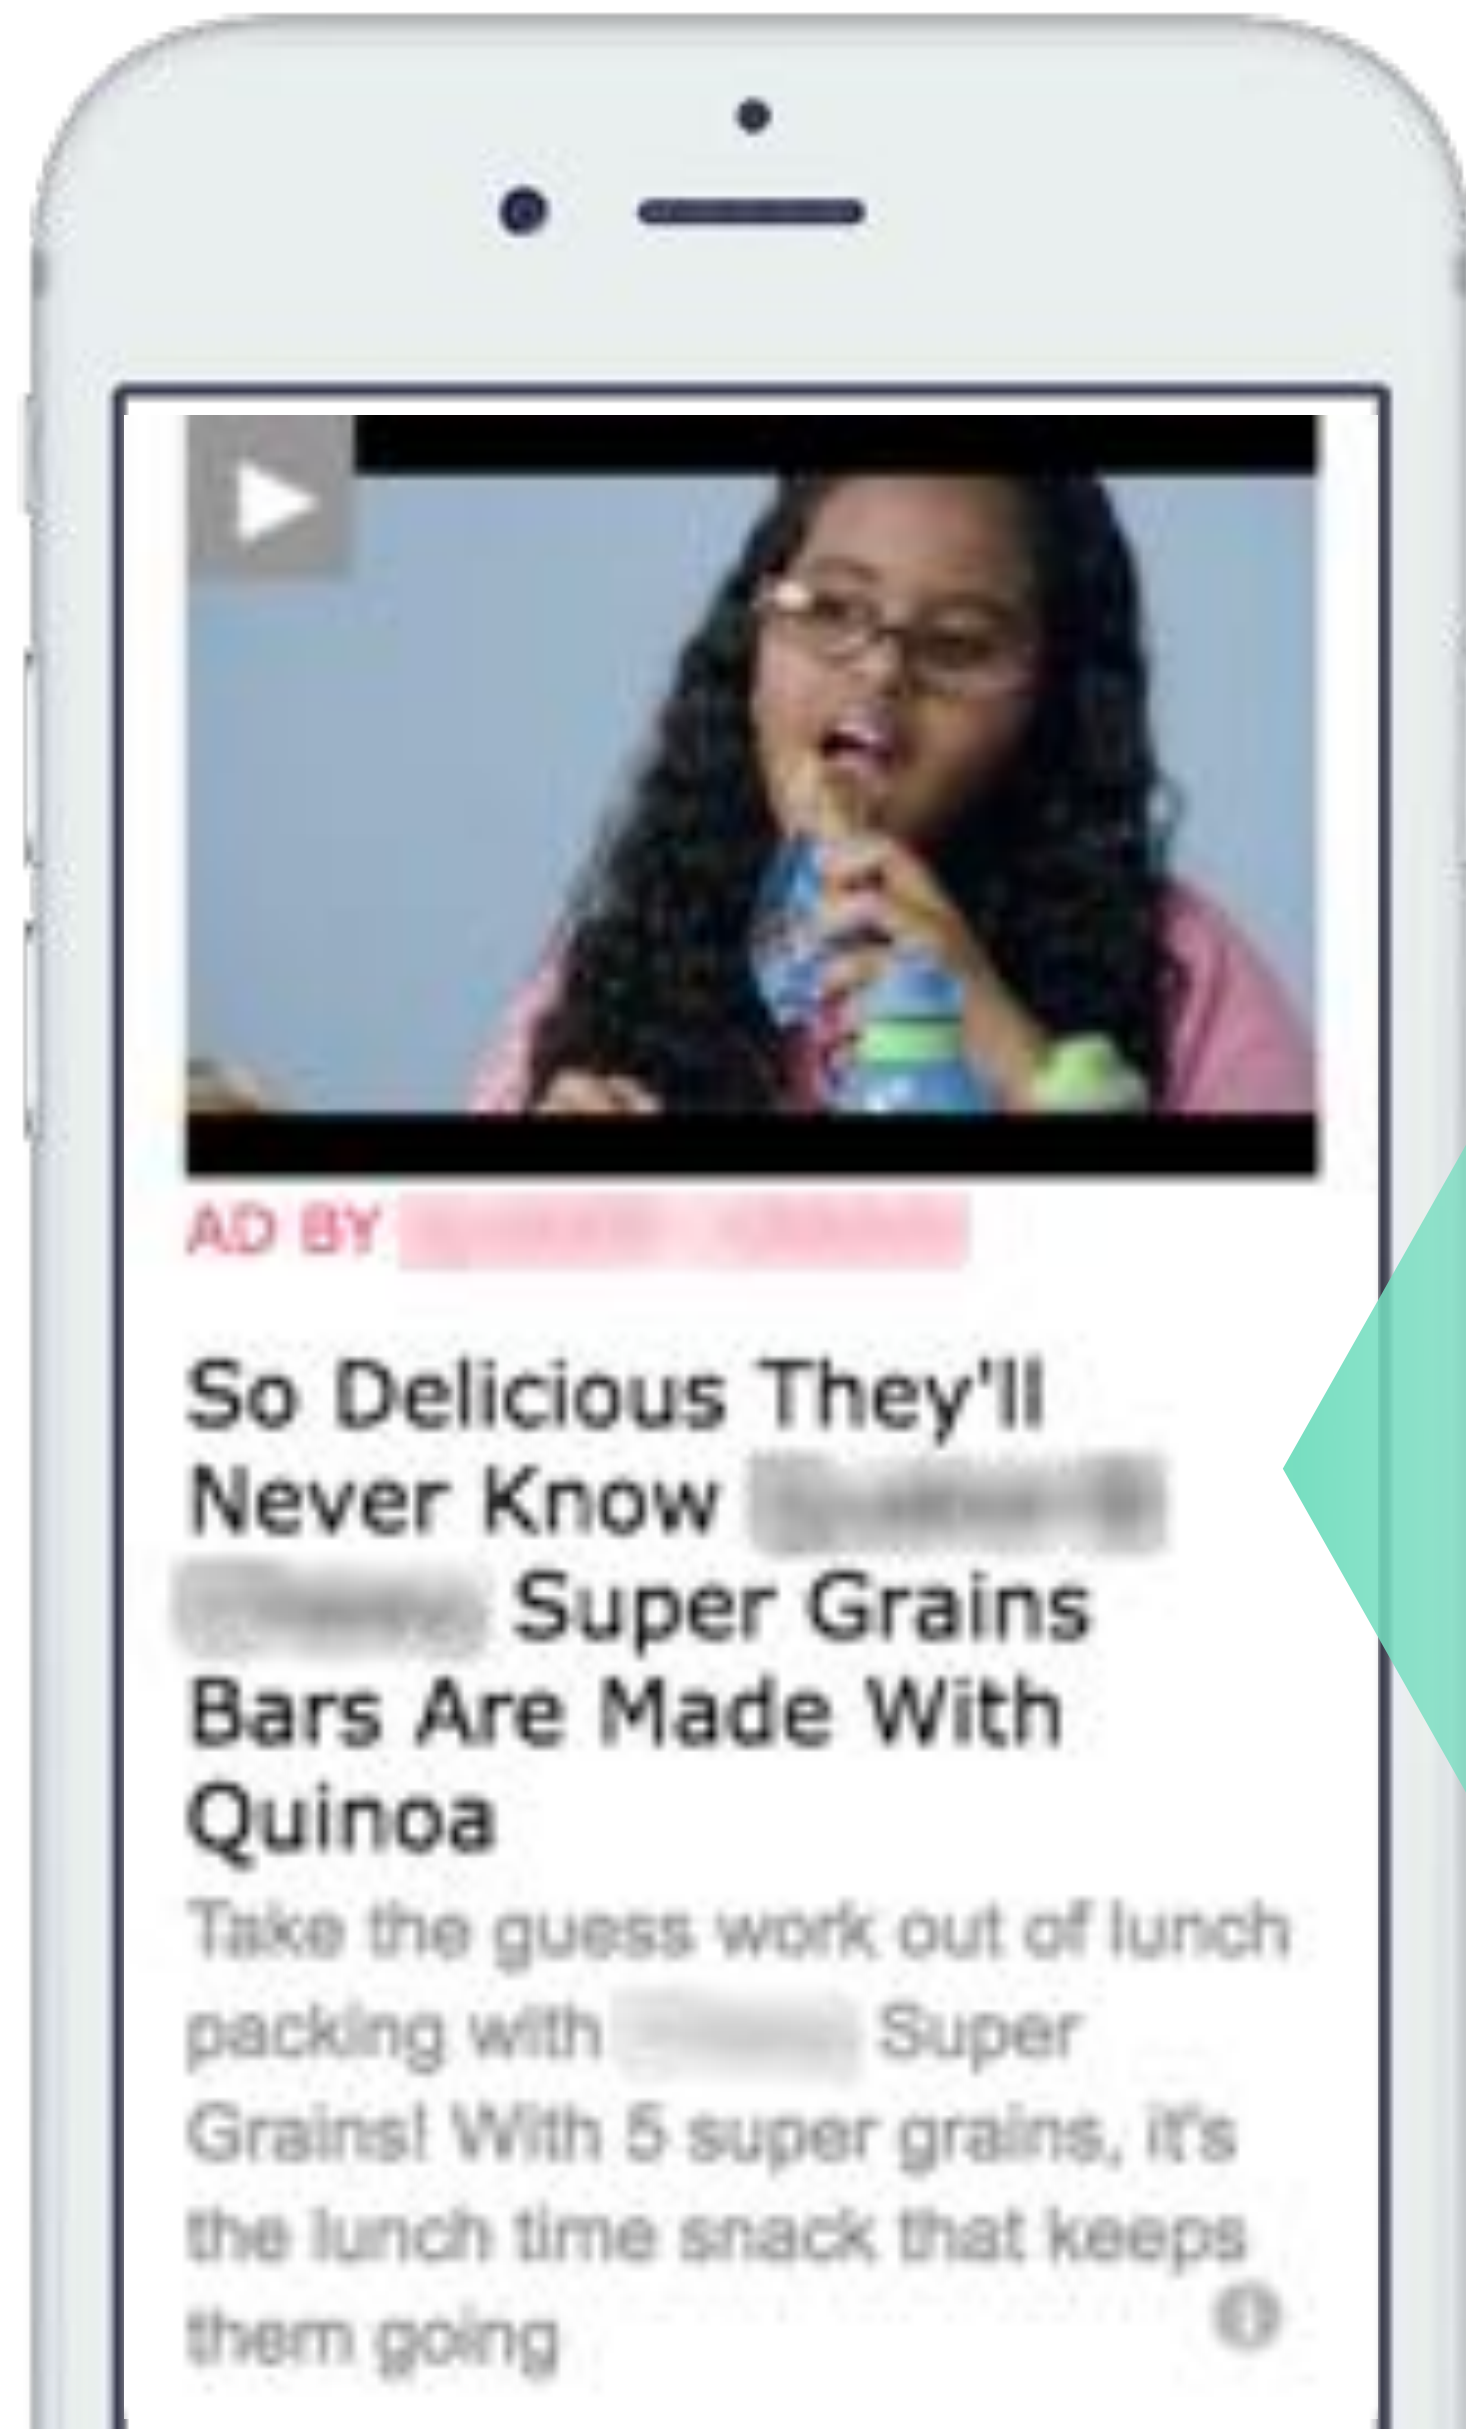 AD BY
So Delicious They'll
Never Know
Super Grains
Bars Are Made With
Quinoa
Take the guess work out of lunch
packing with Super
Grains! With 5 super grains, it's
the lunch time snack that keeps
them going